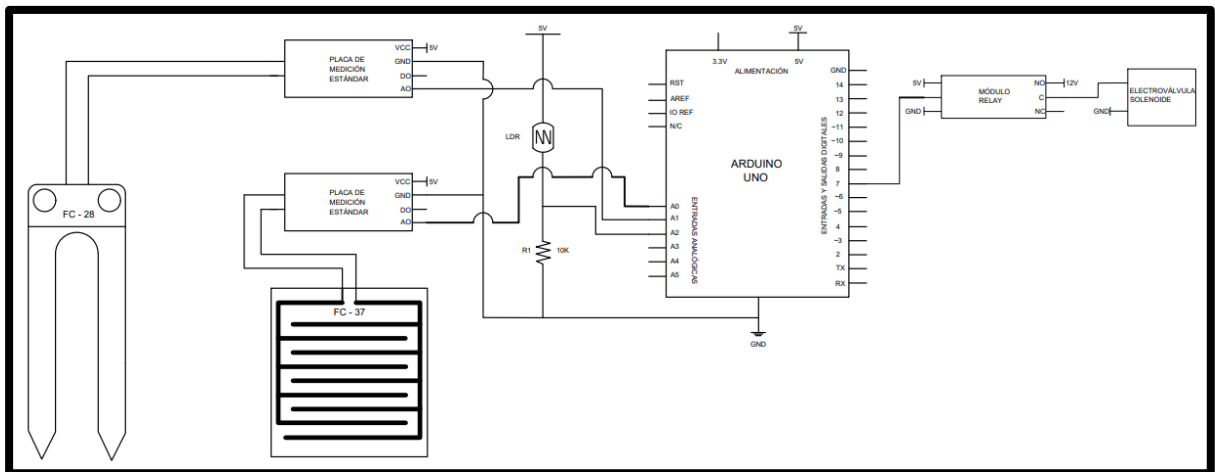 FC - 28
PLACA DE
MEDICIÓN
ESTÁNDAR
VCC
5V
GND
DO
AO
PLACA DE
MEDICIÓN
ESTÁNDAR
VCC
5V
GND
DO
AO
FC - 37
5V
LDR
R1
10K
3.3V
5V
ALIMENTACIÓN
RST
AREF
IO REF
N/C
ARDUINO
UNO
A0
A1
A2
A3
A4
A5
ENTRADAS ANALÓGICAS
GND
14
13
12
~11
~10
~9
8
7
~6
~5
4
~3
2
TX
RX
ENTRADAS Y SALIDAS DIGITALES
GND
5V
GND
MÓDULO
RELAY
NO
12V
C
NC
GND
ELECTROVÁLVULA
SOLENOIDE